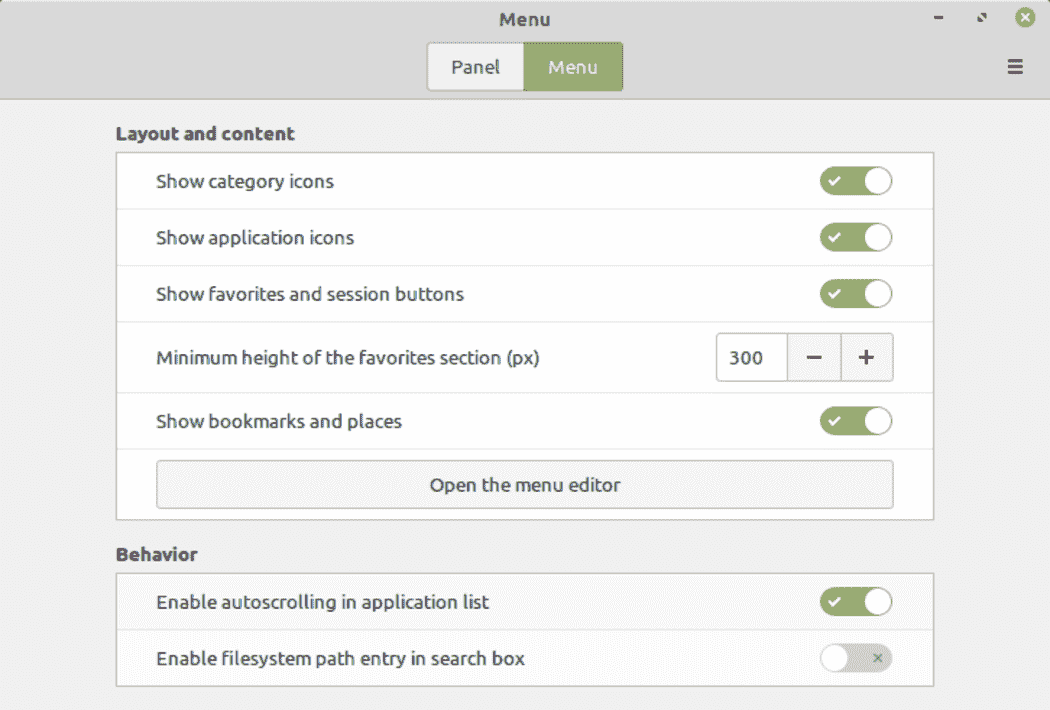 Menu
Panel
Menu
Layout and content
Show category icons
Show application icons
Show favorites and session buttons
Minimum height of the favorites section (px)
300
Show bookmarks and places
Open the menu editor
Behavior
Enable autoscrolling in application list
Enable filesystem path entry in search box